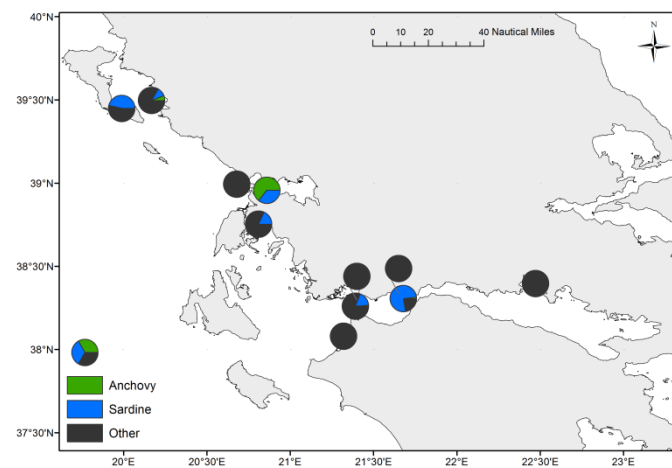 40°N
N
0 10 20 40 Nautical Miles
39°30'N
39°N
38°30'N
38°N
Anchovy
Sardine
Other
37°30'N
20°E 20°30'E 21°E 21°30'E 22°E 22°30'E 23°E